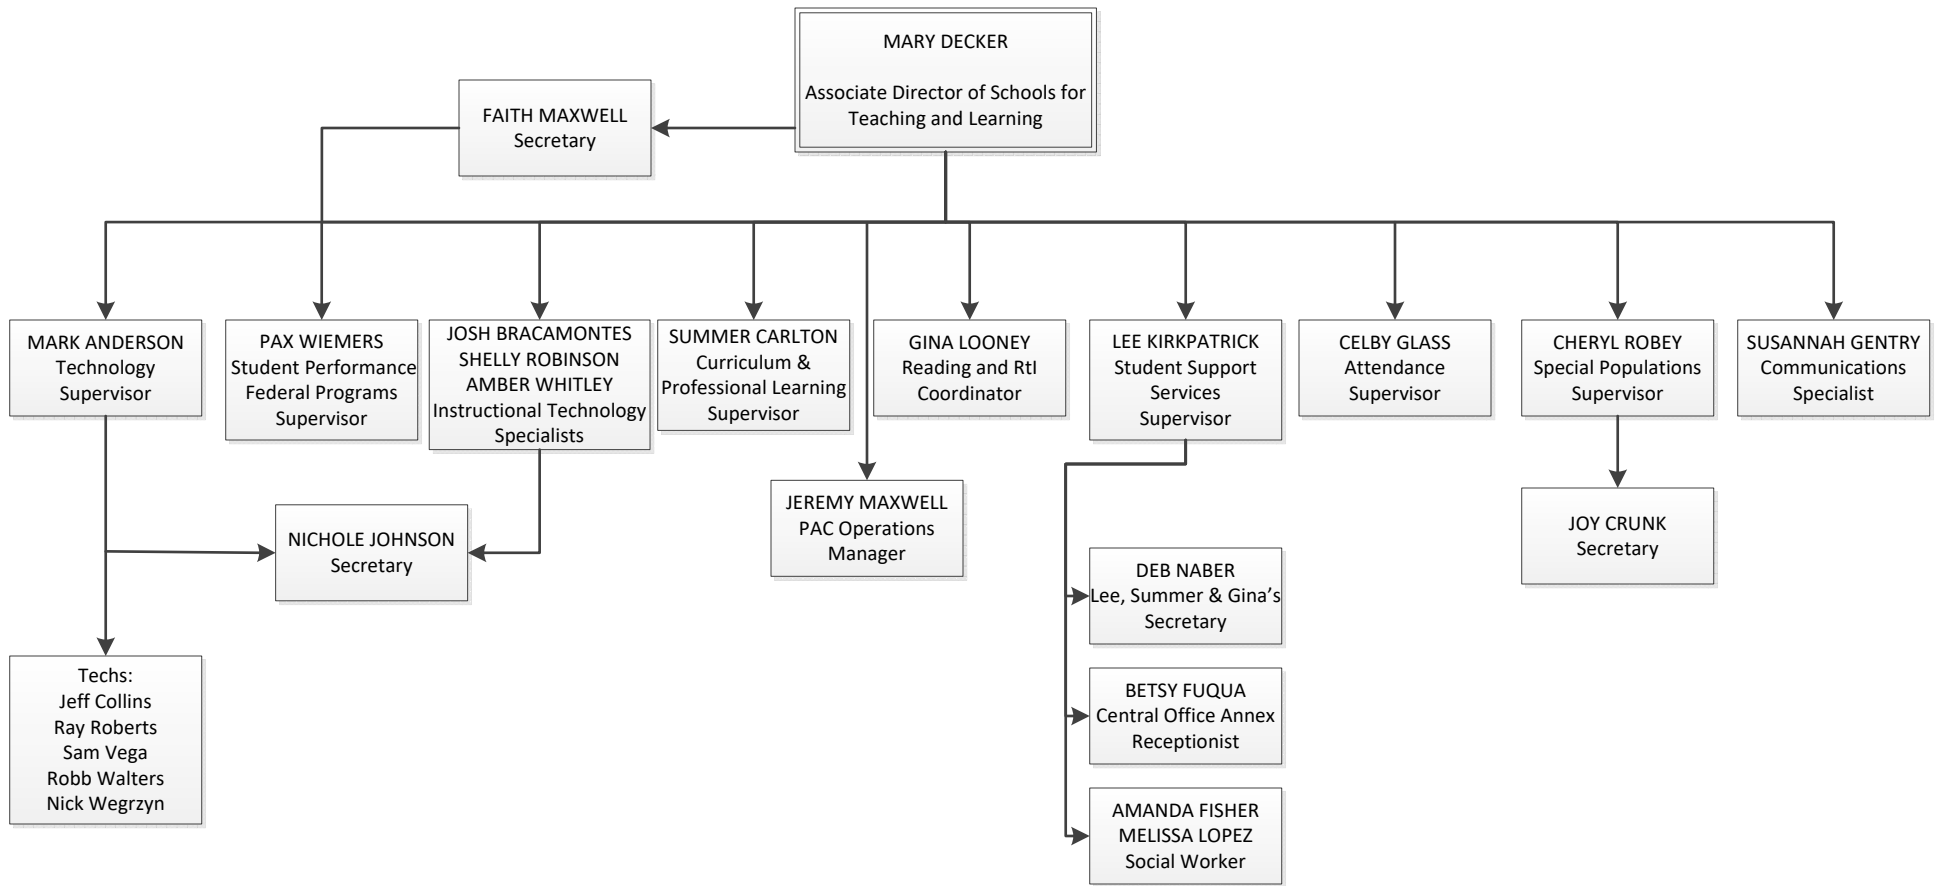 MARY DECKER
Associate Director of Schools for
Teaching and Learning
FAITH MAXWELL
Secretary
MARK ANDERSON
Technology
Supervisor
PAX WIEMERS
Student Performance
Federal Programs
Supervisor
JOSH BRACAMONTES
SHELLY ROBINSON
AMBER WHITLEY
Instructional Technology
Specialists
SUMMER CARLTON
Curriculum &
Professional Learning
Supervisor
GINA LOONEY
Reading and RtI
Coordinator
LEE KIRKPATRICK
Student Support
Services
Supervisor
CELBY GLASS
Attendance
Supervisor
CHERYL ROBEY
Special Populations
Supervisor
SUSANNAH GENTRY
Communications
Specialist
JEREMY MAXWELL
PAC Operations
Manager
NICHOLE JOHNSON
Secretary
JOY CRUNK
Secretary
DEB NABER
Lee, Summer & Gina’s
Secretary
BETSY FUQUA
Central Office Annex
Receptionist
AMANDA FISHER
MELISSA LOPEZ
Social Worker
Techs:
Jeff Collins
Ray Roberts
Sam Vega
Robb Walters
Nick Wegrzyn